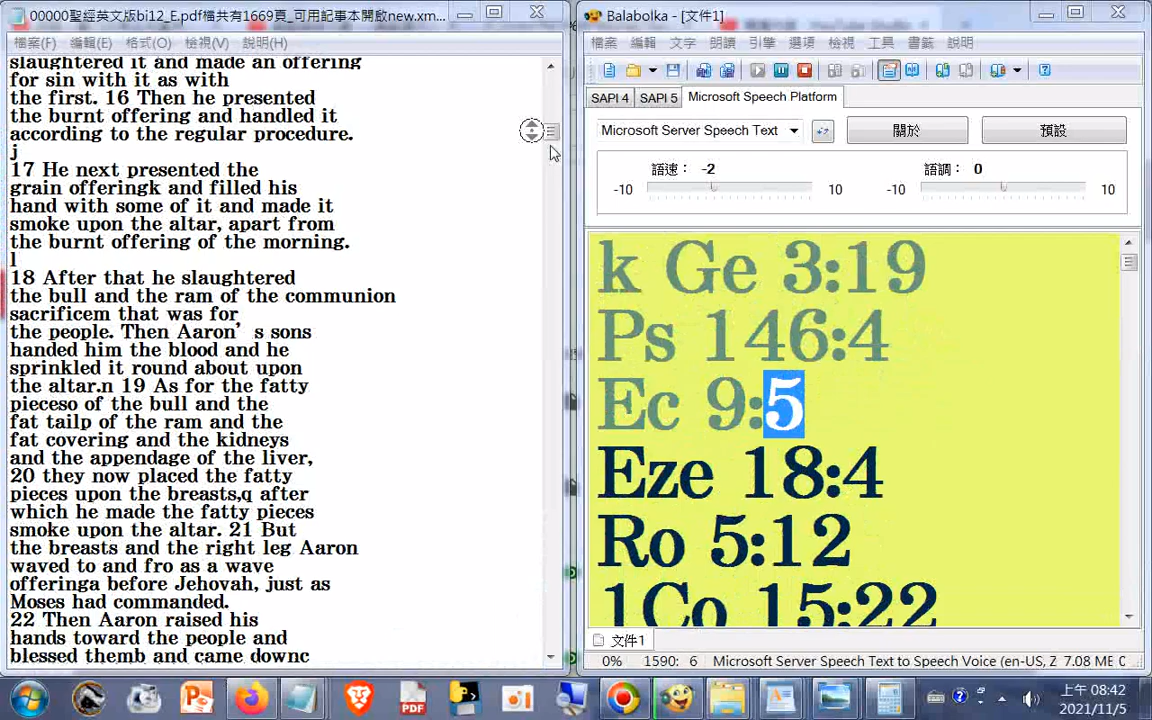 00000聖經英文版bi12_E.pdf檔共有1669頁_可用記事本開啟new.xm...
檔案(F) 編輯(E) 格式(O) 檢視(V) 說明(H)
slaughtered it and made an offering
for sin with it as with
the first. 16 Then he presented
the burnt offering and handled it
according to the regular procedure.
j
17 He next presented the
grain offeringk and filled his
hand with some of it and made it
smoke upon the altar, apart from
the burnt offering of the morning.
l
18 After that he slaughtered
the bull and the ram of the communion
sacrificem that was for
the people. Then Aaron’s sons
handed him the blood and he
sprinkled it round about upon
the altar.n 19 As for the fatty
pieceso of the bull and the
fat tailp of the ram and the
fat covering and the kidneys
and the appendage of the liver,
20 they now placed the fatty
pieces upon the breasts,q after
which he made the fatty pieces
smoke upon the altar. 21 But
the breasts and the right leg Aaron
waved to and fro as a wave
offeringa before Jehovah, just as
Moses had commanded.
22 Then Aaron raised his
hands toward the people and
blessed themb and came downc
Balabolka - [文件1]
檔案 編輯 文字 朗讀 引擎 選項 檢視 工具 書籤 說明
SAPI 4 SAPI 5 Microsoft Speech Platform
Microsoft Server Speech Text 關於 預設
語速： -2 語調： 0
-10 10 -10 10
k Ge 3:19
Ps 146:4
Ec 9:5
Eze 18:4
Ro 5:12
1Co 15:22
文件1
0% 1590: 6 Microsoft Server Speech Text to Speech Voice (en-US, Z 7.08 ME
PDF
上午 08:42
2021/11/5